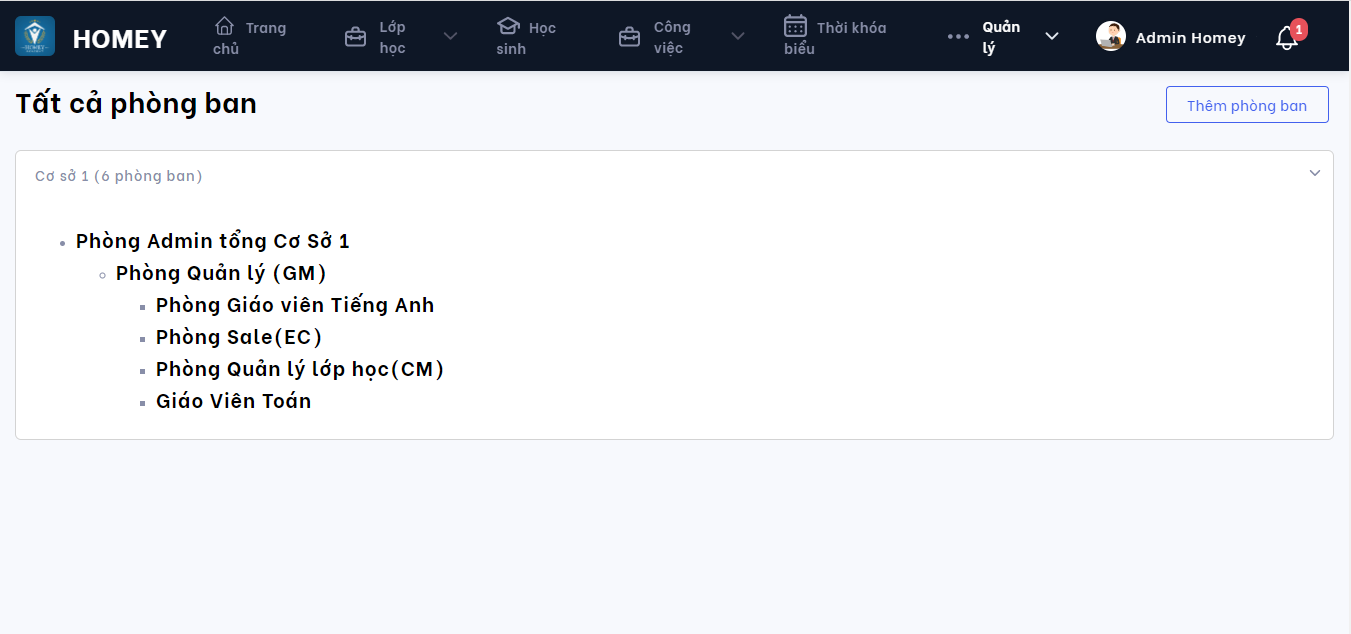 HOMEY
Trang
chủ
Lớp
học
Học
sinh
Công
việc
Thời khóa
biểu
Quản
lý
Admin Homey
1
Tất cả phòng ban
Thêm phòng ban
Cơ sở 1 (6 phòng ban)
Phòng Admin tổng Cơ Sở 1
Phòng Quản lý (GM)
Phòng Giáo viên Tiếng Anh
Phòng Sale(EC)
Phòng Quản lý lớp học(CM)
Giáo Viên Toán